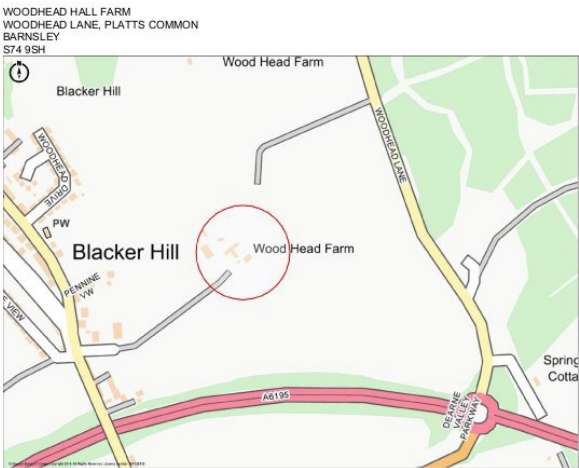 WOODHEAD HALL FARM
WOODHEAD LANE, PLATTS COMMON
BARNSLEY
S74 9SH
Wood Head Farm
Blacker Hill
WOODHEAD LANE
WOODHEAD DRIVE
PW
Blacker Hill
Wood Head Farm
PENNINE
VW
VIEW
Spring
Cotta
A6195
DEARNE
VALLEY
PARKWAY